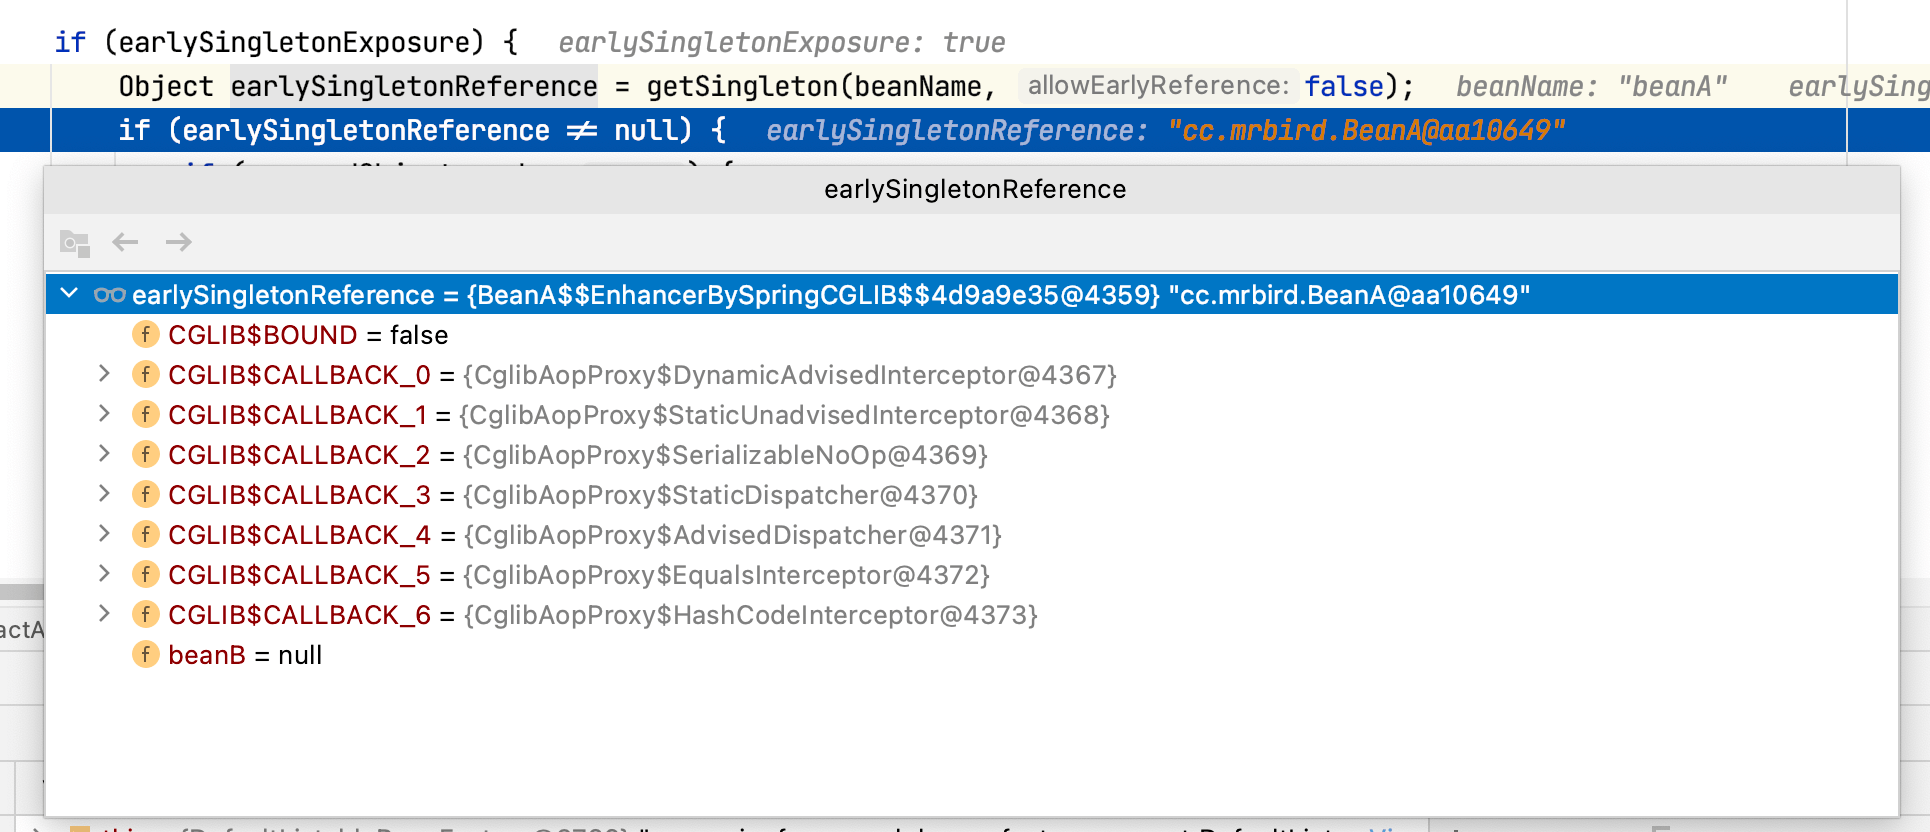 if (earlySingletonExposure) {   earlySingletonExposure: true
Object earlySingletonReference = getSingleton(beanName, allowEarlyReference: false);   beanName: "beanA"   earlySing
if (earlySingletonReference ≠ null) {   earlySingletonReference: "cc.mrbird.BeanA@aa10649"
earlySingletonReference
earlySingletonReference = {BeanA$$EnhancerBySpringCGLIB$$4d9a9e35@4359} "cc.mrbird.BeanA@aa10649"
f CGLIB$BOUND = false
f CGLIB$CALLBACK_0 = {CglibAopProxy$DynamicAdvisedInterceptor@4367}
f CGLIB$CALLBACK_1 = {CglibAopProxy$StaticUnadvisedInterceptor@4368}
f CGLIB$CALLBACK_2 = {CglibAopProxy$SerializableNoOp@4369}
f CGLIB$CALLBACK_3 = {CglibAopProxy$StaticDispatcher@4370}
f CGLIB$CALLBACK_4 = {CglibAopProxy$AdvisedDispatcher@4371}
f CGLIB$CALLBACK_5 = {CglibAopProxy$EqualsInterceptor@4372}
f CGLIB$CALLBACK_6 = {CglibAopProxy$HashCodeInterceptor@4373}
actA
f beanB = null